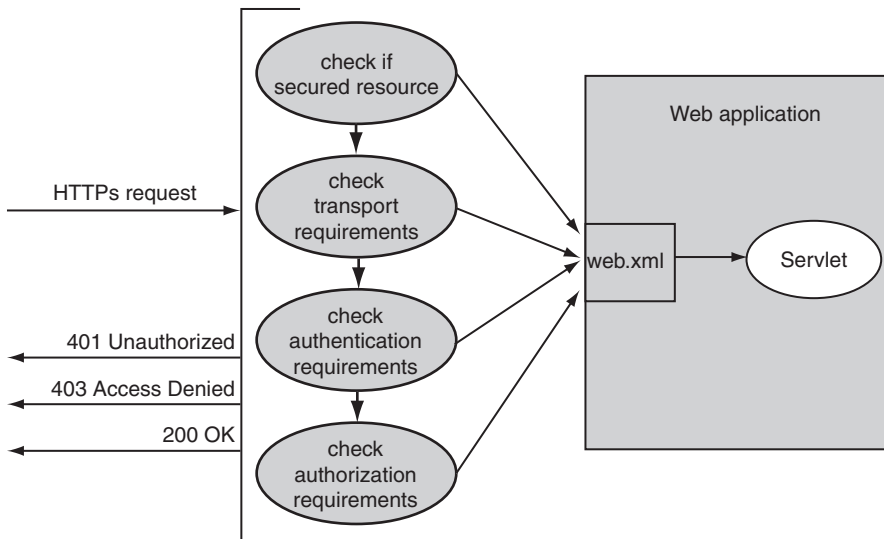 check if
secured resource
Web application
HTTPs request
check
transport
requirements
web.xml
Servlet
check
authentication
requirements
401 Unauthorized
403 Access Denied
200 OK
check
authorization
requirements